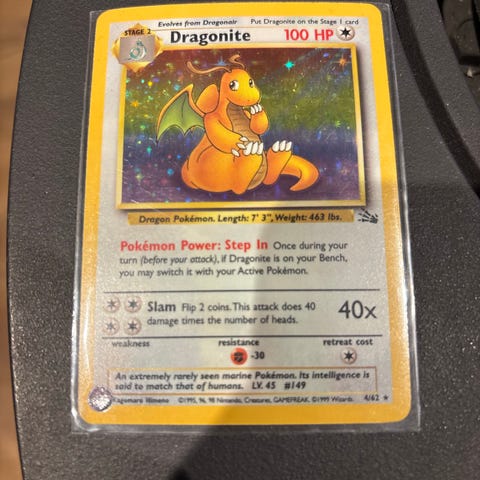 Evolves from Dragonair Put Dragonite on the Stage 1 card
STAGE 2 Dragonite 100 HP
Dragon Pokémon. Length: 7' 3", Weight: 463 lbs.
Pokémon Power: Step In Once during your
turn (before your attack), if Dragonite is on your Bench,
you may switch it with your Active Pokémon.
Slam Flip 2 coins. This attack does 40
damage times the number of heads. 40x
weakness resistance retreat cost
-30
An extremely rarely seen marine Pokémon. Its intelligence is
said to match that of humans. LV. 45 #149
Kagemaru Himeno ©1995, 96, 98 Nintendo, Creatures, GAMEFREAK. ©1999 Wizards. 4/62 ★